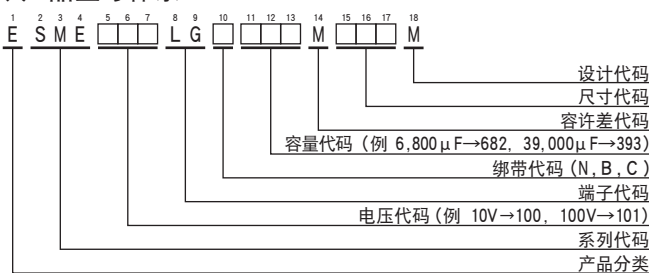 1 2 3 4 5 6 7 8 9 10 11 12 13 14 15 16 17 18
E S M E □□□ L G □ □□□ M □□□ M
设计代码
尺寸代码
容许差代码
容量代码（例 6,800μF→682, 39,000μF→393）
绑带代码（N,B,C）
端子代码
电压代码（例 10V→100, 100V→101）
系列代码
产品分类